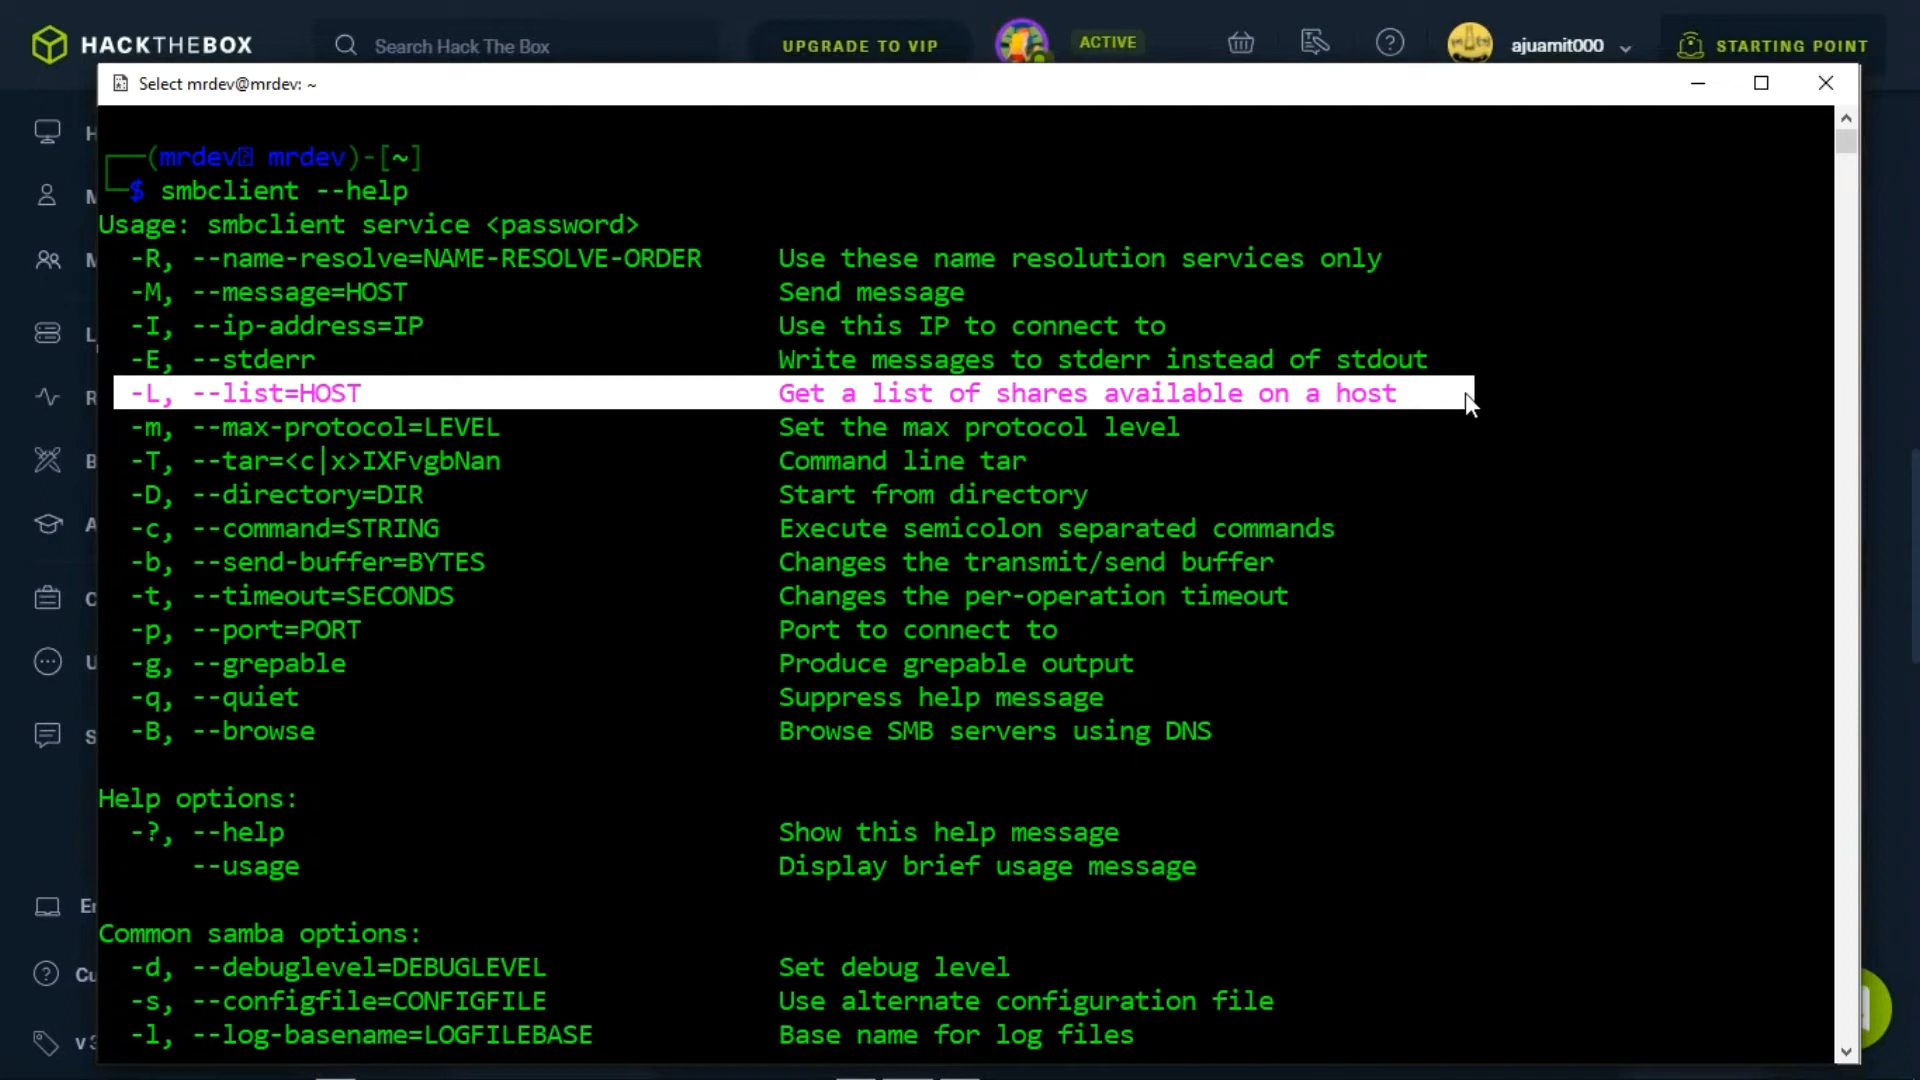 HACKTHEBOX
Search Hack The Box
UPGRADE TO VIP
ACTIVE
ajuamit000
STARTING POINT
Select mrdev@mrdev: ~
(mrdev mrdev)-[~]
$ smbclient --help
Usage: smbclient service <password>
-R, --name-resolve=NAME-RESOLVE-ORDER Use these name resolution services only
-M, --message=HOST Send message
-I, --ip-address=IP Use this IP to connect to
-E, --stderr Write messages to stderr instead of stdout
-L, --list=HOST Get a list of shares available on a host
-m, --max-protocol=LEVEL Set the max protocol level
-T, --tar=<c|x>IXFvgbNan Command line tar
-D, --directory=DIR Start from directory
-c, --command=STRING Execute semicolon separated commands
-b, --send-buffer=BYTES Changes the transmit/send buffer
-t, --timeout=SECONDS Changes the per-operation timeout
-p, --port=PORT Port to connect to
-g, --grepable Produce grepable output
-q, --quiet Suppress help message
-B, --browse Browse SMB servers using DNS
Help options:
-?, --help Show this help message
--usage Display brief usage message
Common samba options:
-d, --debuglevel=DEBUGLEVEL Set debug level
-s, --configfile=CONFIGFILE Use alternate configuration file
-l, --log-basename=LOGFILEBASE Base name for log files